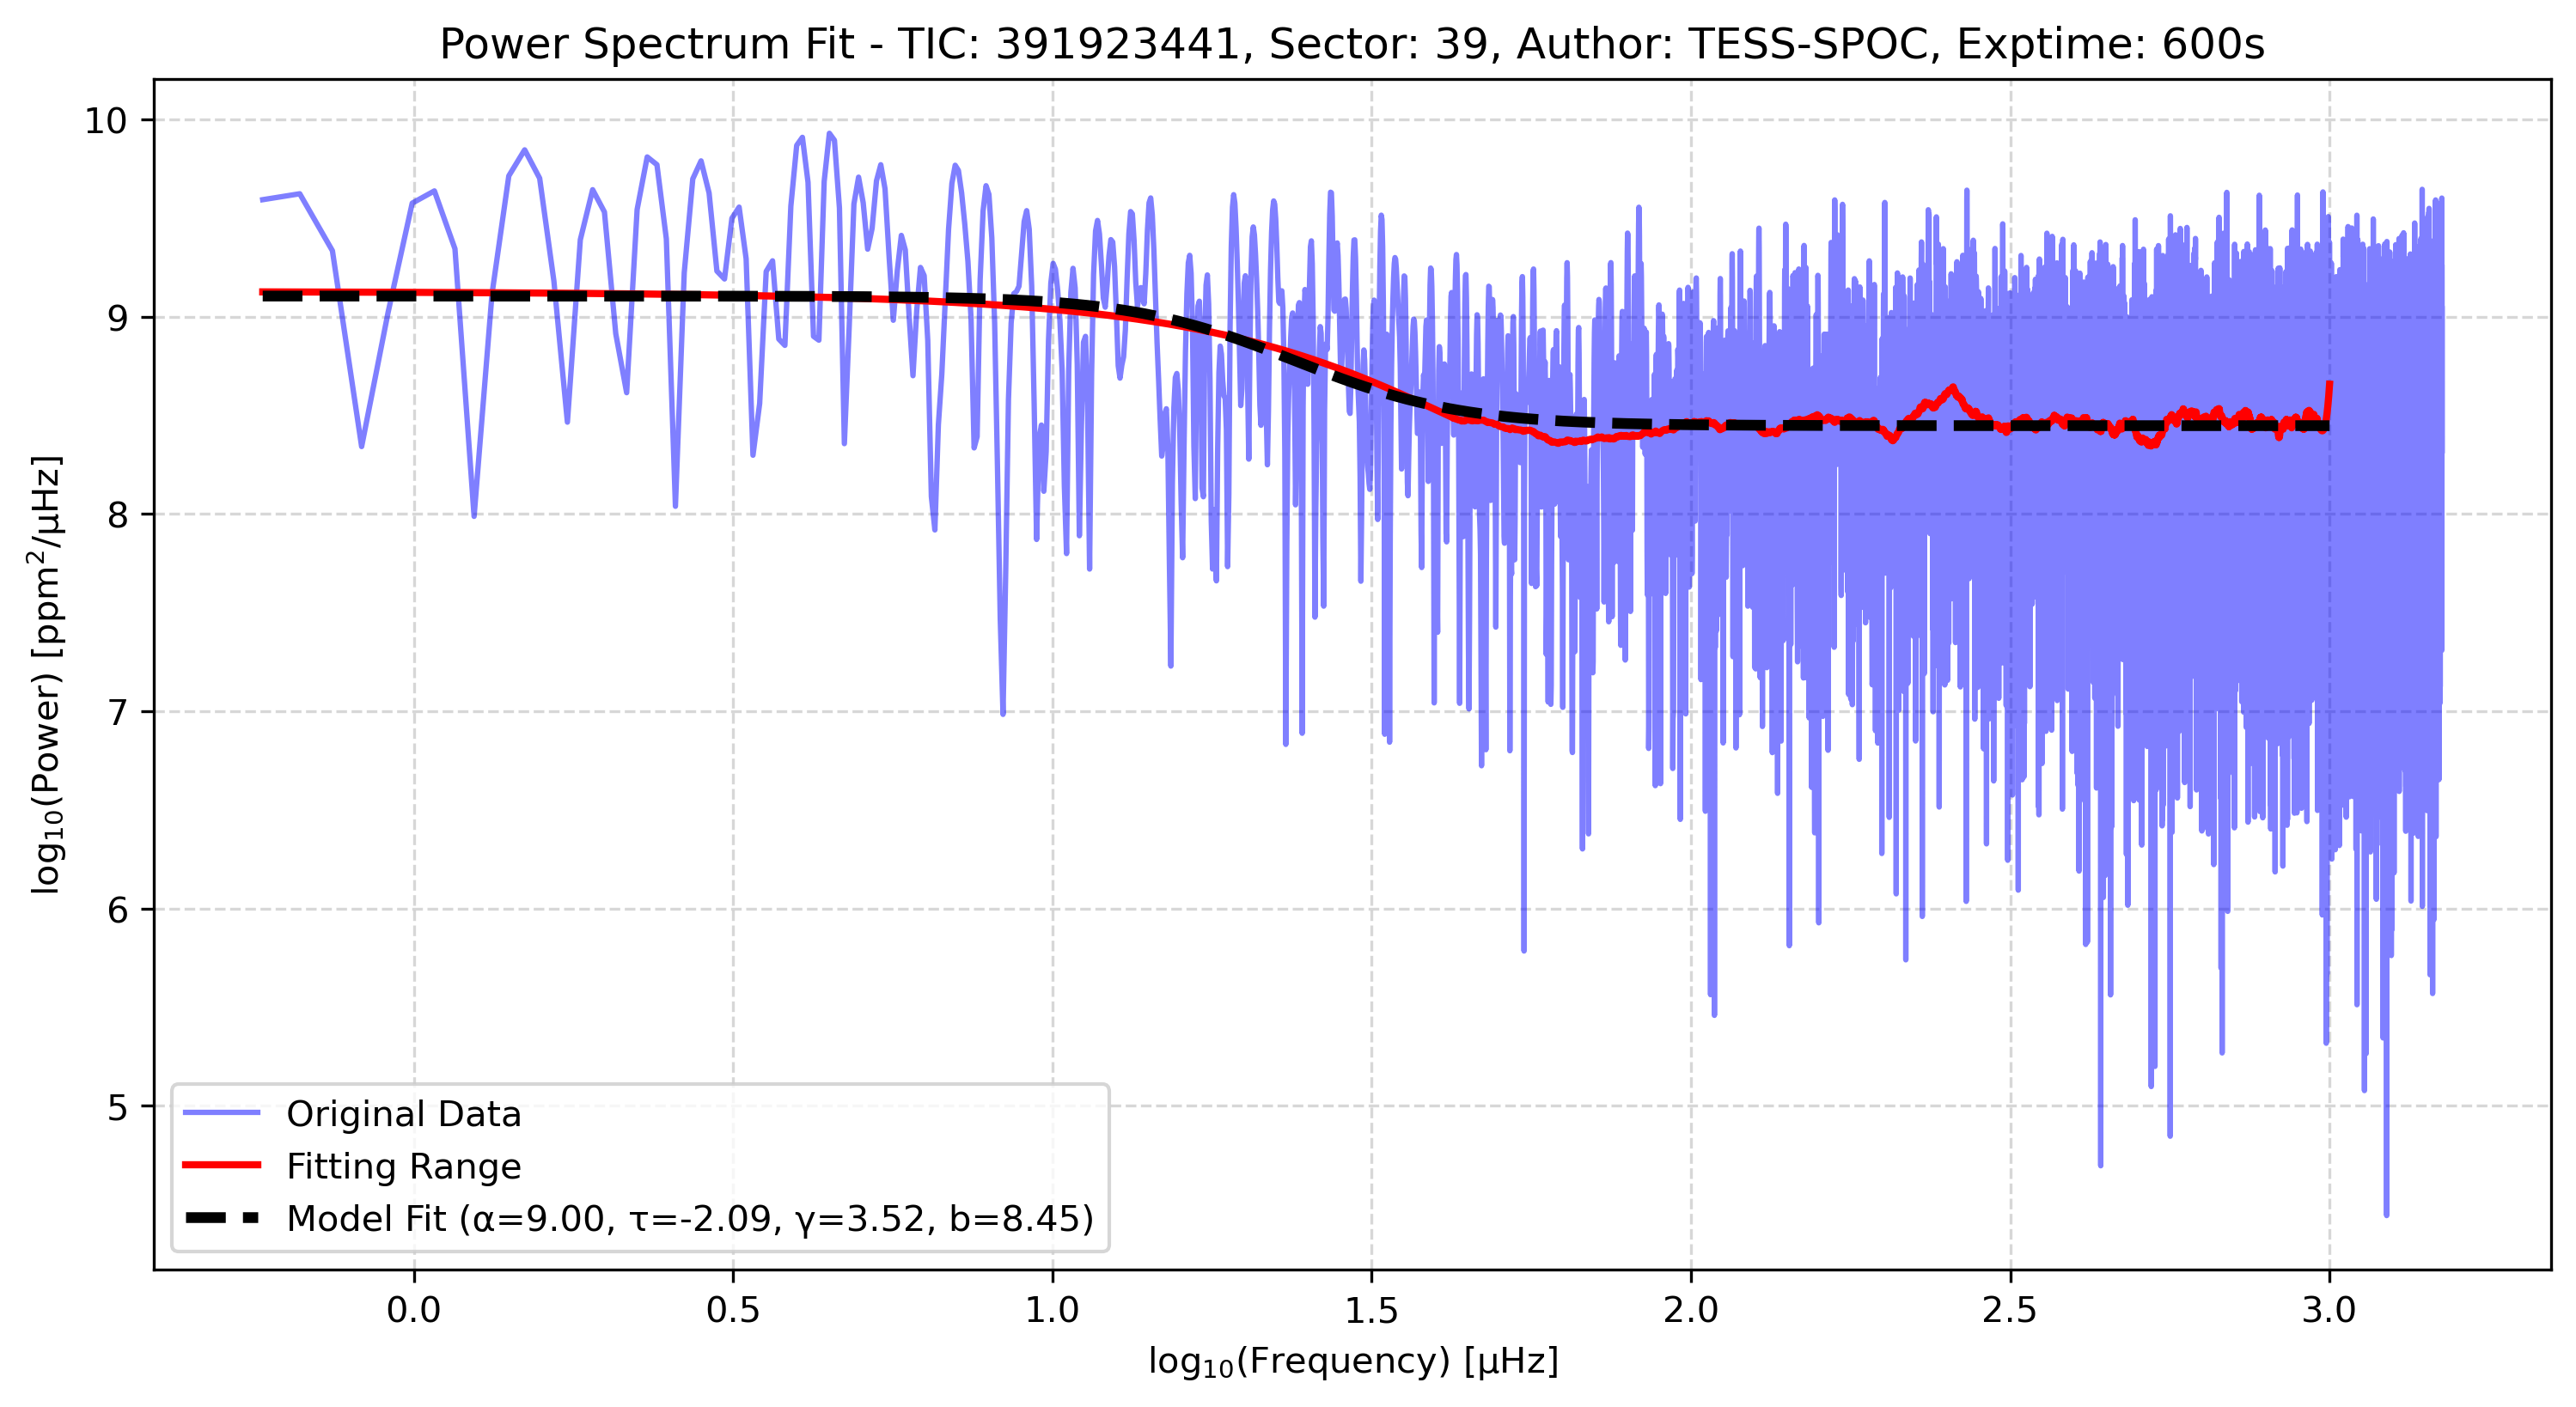 Power Spectrum Fit - TIC: 391923441, Sector: 39, Author: TESS-SPOC, Exptime: 600s
log₁₀(Power) [ppm²/μHz]
10
9
8
7
6
5
Original Data
Fitting Range
Model Fit (α=9.00, τ=-2.09, γ=3.52, b=8.45)
0.0 0.5 1.0 1.5 2.0 2.5 3.0
log₁₀(Frequency) [μHz]